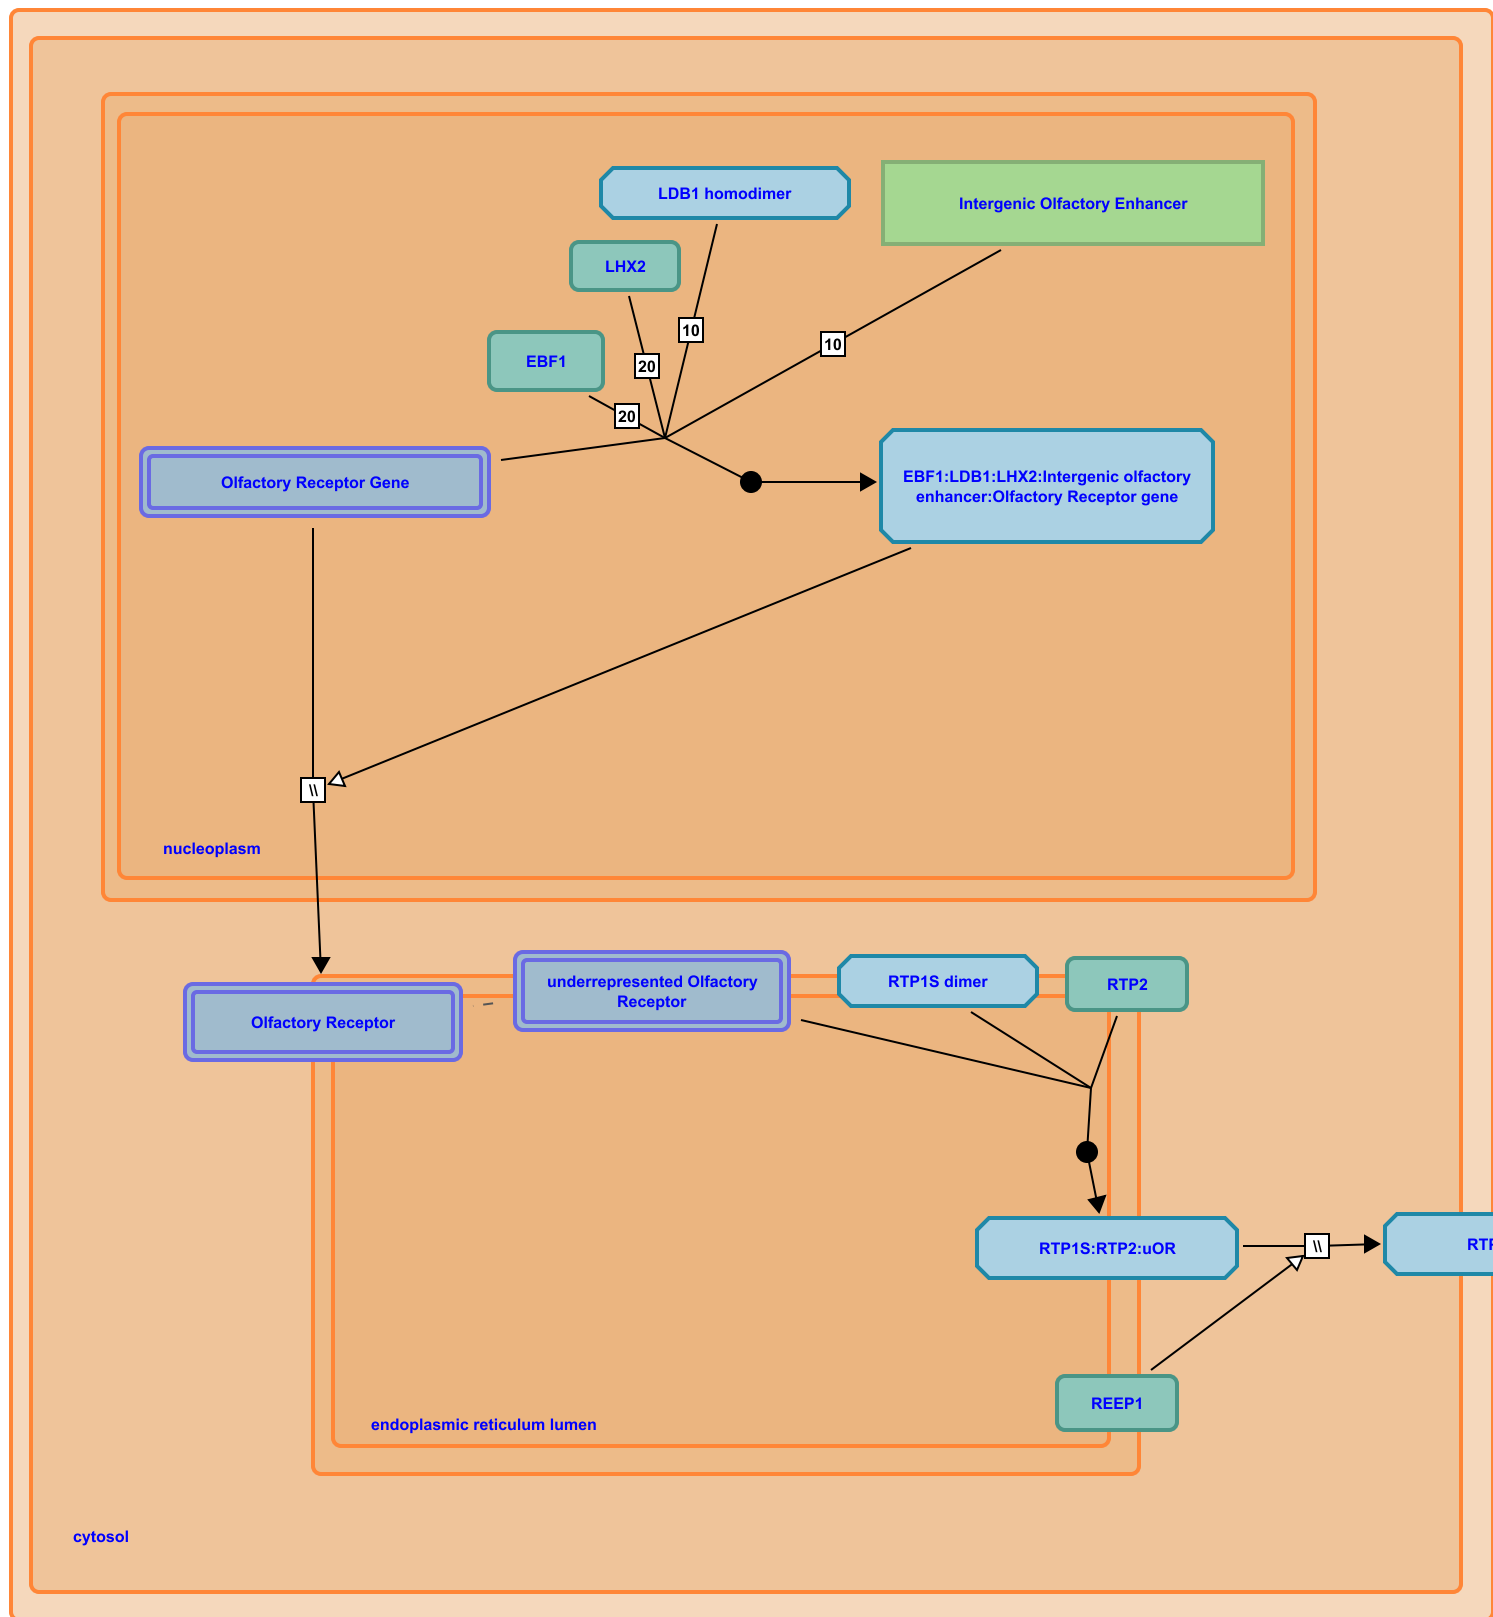 LDB1 homodimer
Intergenic Olfactory Enhancer
LHX2
10
10
EBF1
20
20
Olfactory Receptor Gene
EBF1:LDB1:LHX2:Intergenic olfactory
enhancer:Olfactory Receptor gene
\\
nucleoplasm
underrepresented Olfactory
Receptor
RTP1S dimer
RTP2
Olfactory Receptor
RTP1S:RTP2:uOR
\\
REEP1
endoplasmic reticulum lumen
cytosol